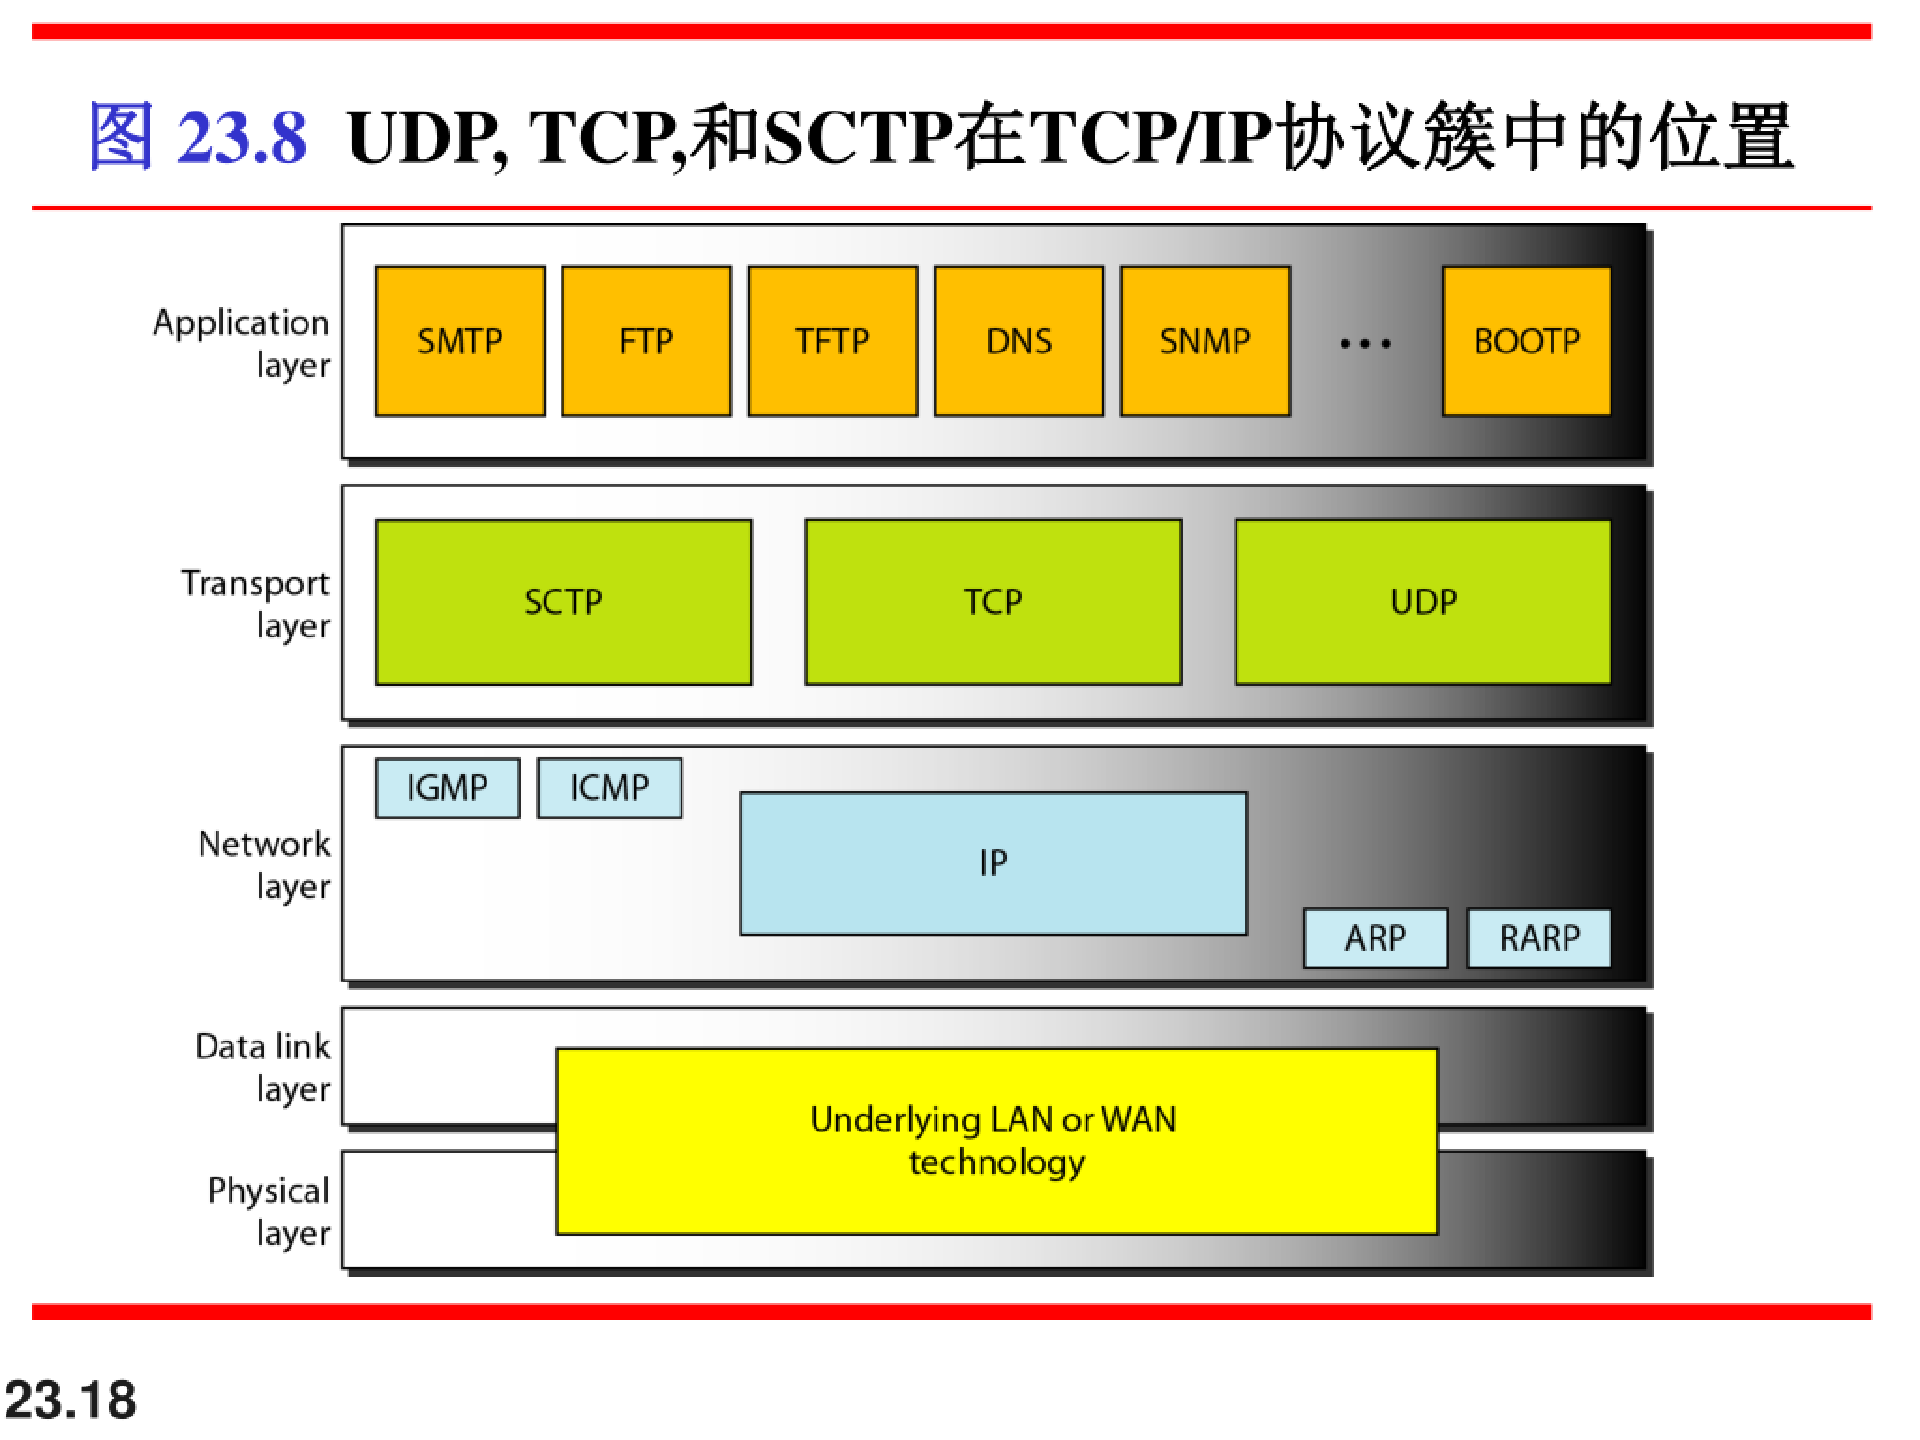 图 23.8 UDP, TCP,和SCTP在TCP/IP协议簇中的位置
Application
layer
SMTP
FTP
TFTP
DNS
SNMP
...
BOOTP
Transport
layer
SCTP
TCP
UDP
Network
layer
IGMP
ICMP
IP
ARP
RARP
Data link
layer
Underlying LAN or WAN
technology
Physical
layer
23.18